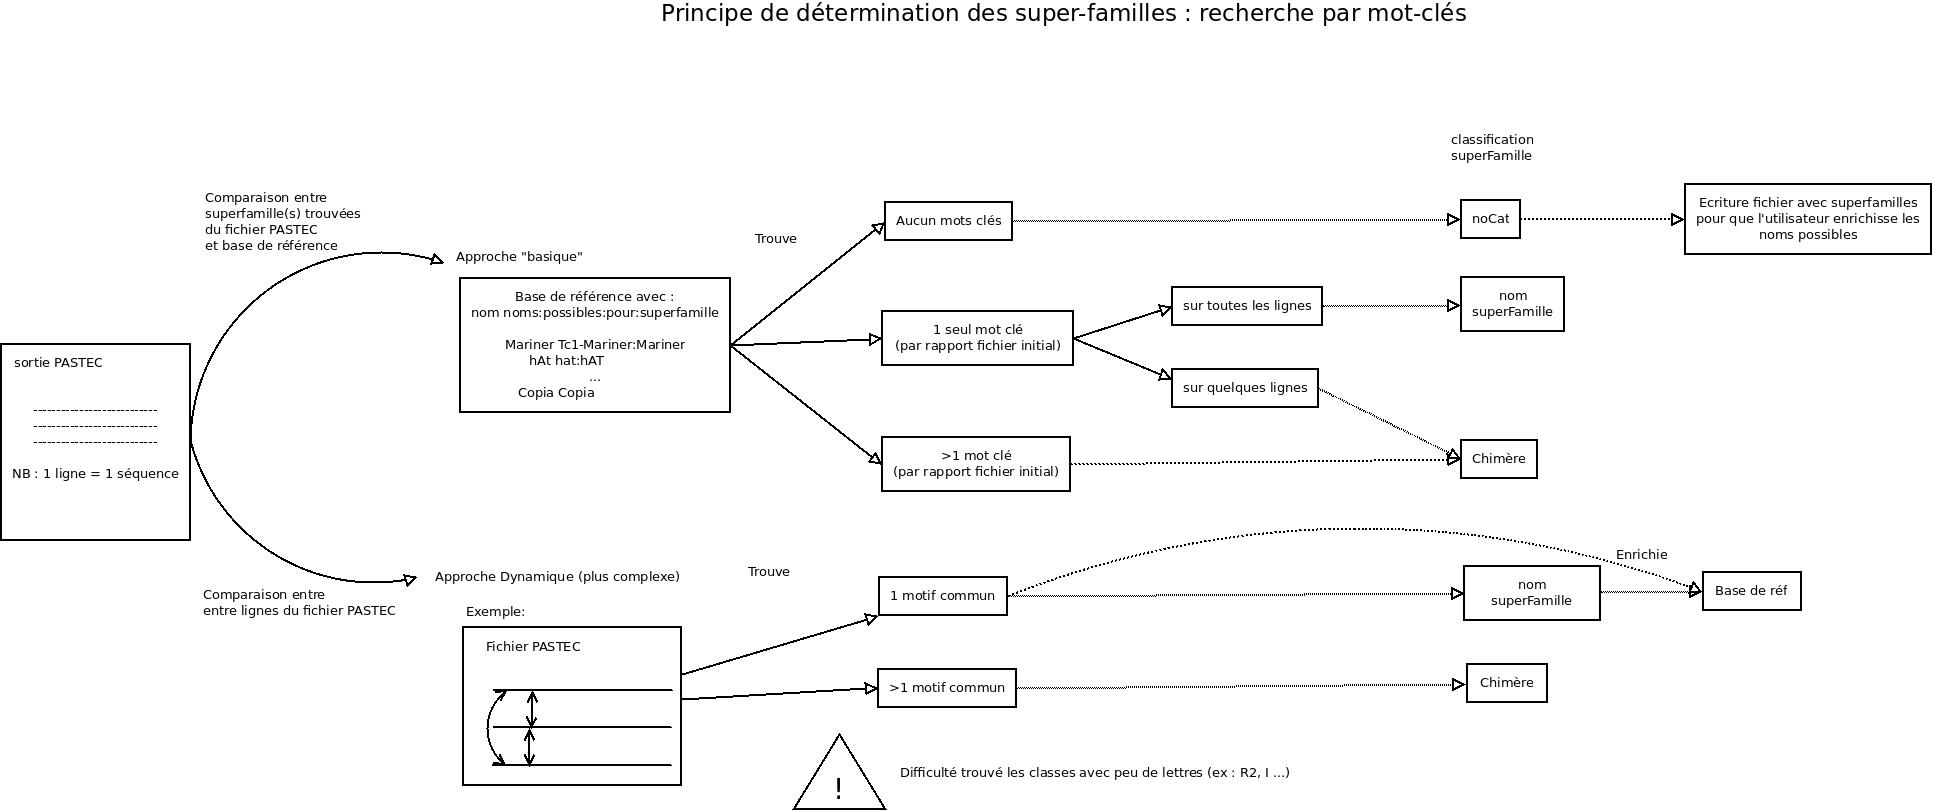 Principe de détermination des super-familles : recherche par mot-clés
classification
superFamille
Comparaison entre
superfamille(s) trouvées
du fichier PASTEC
et base de référence
Approche "basique"
Base de référence avec :
nom noms:possibles:pour:superfamille
Mariner Tc1-Mariner:Mariner
hAt hat:hAT
...
Copia Copia
Trouve
Aucun mots clés
noCat
Ecriture fichier avec superfamilles
pour que l'utilisateur enrichisse les
noms possibles
1 seul mot clé
(par rapport fichier initial)
sur toutes les lignes
nom
superFamille
sur quelques lignes
>1 mot clé
(par rapport fichier initial)
Chimère
sortie PASTEC
--------------------------
--------------------------
--------------------------
NB : 1 ligne = 1 séquence
Comparaison entre
entre lignes du fichier PASTEC
Approche Dynamique (plus complexe)
Exemple:
Fichier PASTEC
Trouve
1 motif commun
nom
superFamille
Enrichie
Base de réf
>1 motif commun
Chimère
!
Difficulté trouvé les classes avec peu de lettres (ex : R2, I ...)